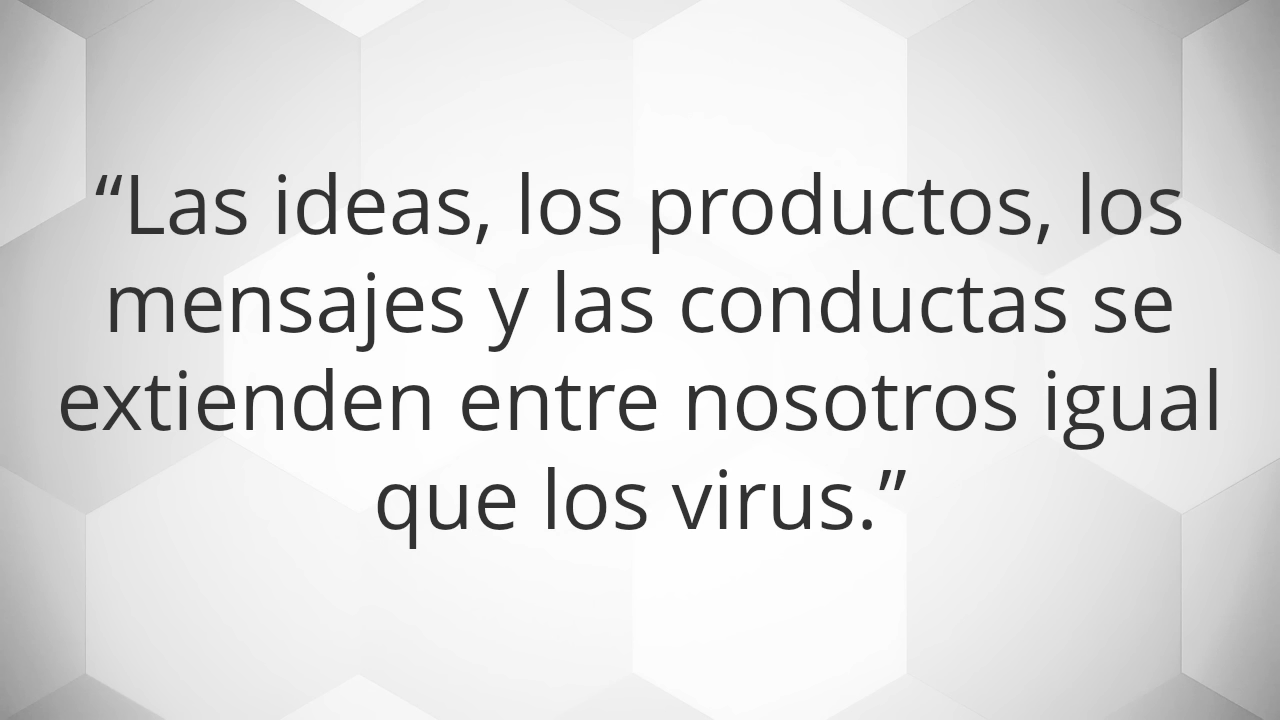 “Las ideas, los productos, los
mensajes y las conductas se
extienden entre nosotros igual
que los virus.”